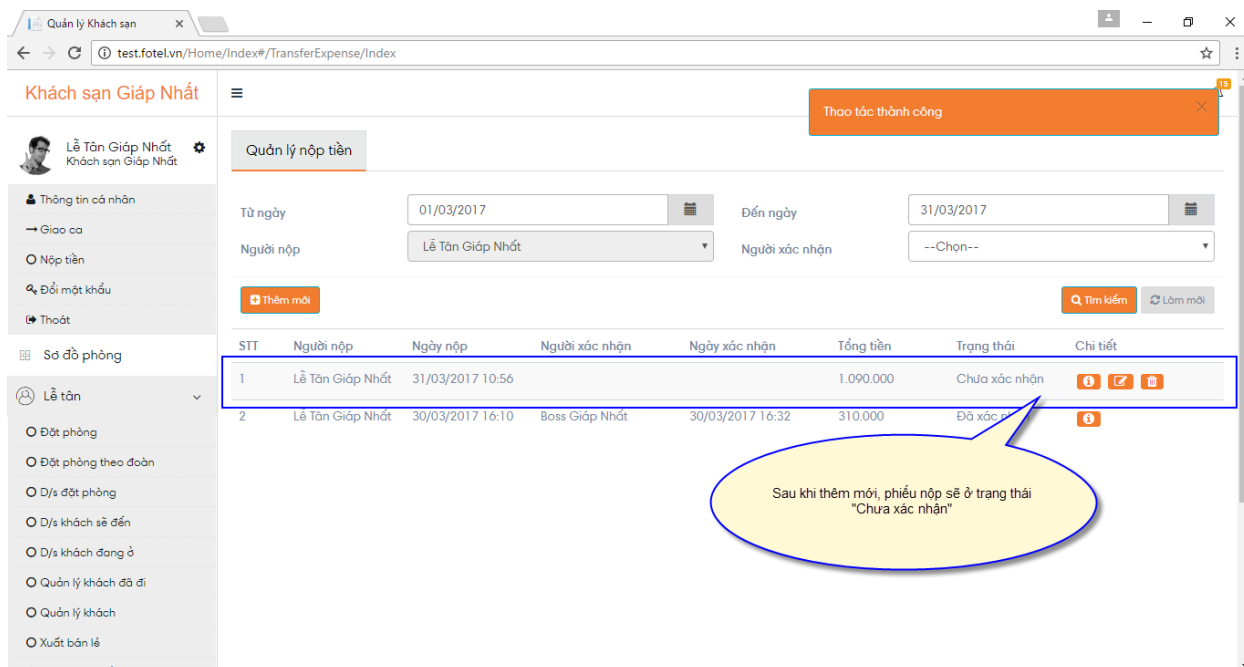 Quản lý Khách sạn
test.fotel.vn/Home/Index#/TransferExpense/Index
Khách sạn Giáp Nhất
15
Thao tác thành công
Lễ Tân Giáp Nhất
Khách sạn Giáp Nhất
Quản lý nộp tiền
Thông tin cá nhân
Giao ca
Nộp tiền
Đổi mật khẩu
Thoát
Từ ngày 01/03/2017 Đến ngày 31/03/2017
Người nộp Lễ Tân Giáp Nhất Người xác nhận --Chọn--
Thêm mới Tìm kiếm Làm mới
Sơ đồ phòng
Lễ tân
Đặt phòng
Đặt phòng theo đoàn
D/s đặt phòng
D/s khách sẽ đến
D/s khách đang ở
Quản lý khách đã đi
Quản lý khách
Xuất bán lẻ
STT Người nộp Ngày nộp Người xác nhận Ngày xác nhận Tổng tiền Trạng thái Chi tiết
1 Lễ Tân Giáp Nhất 31/03/2017 10:56 1.090.000 Chưa xác nhận
2 Lễ Tân Giáp Nhất 30/03/2017 16:10 Boss Giáp Nhất 30/03/2017 16:32 310.000 Đã xác
Sau khi thêm mới, phiếu nộp sẽ ở trạng thái
"Chưa xác nhận"